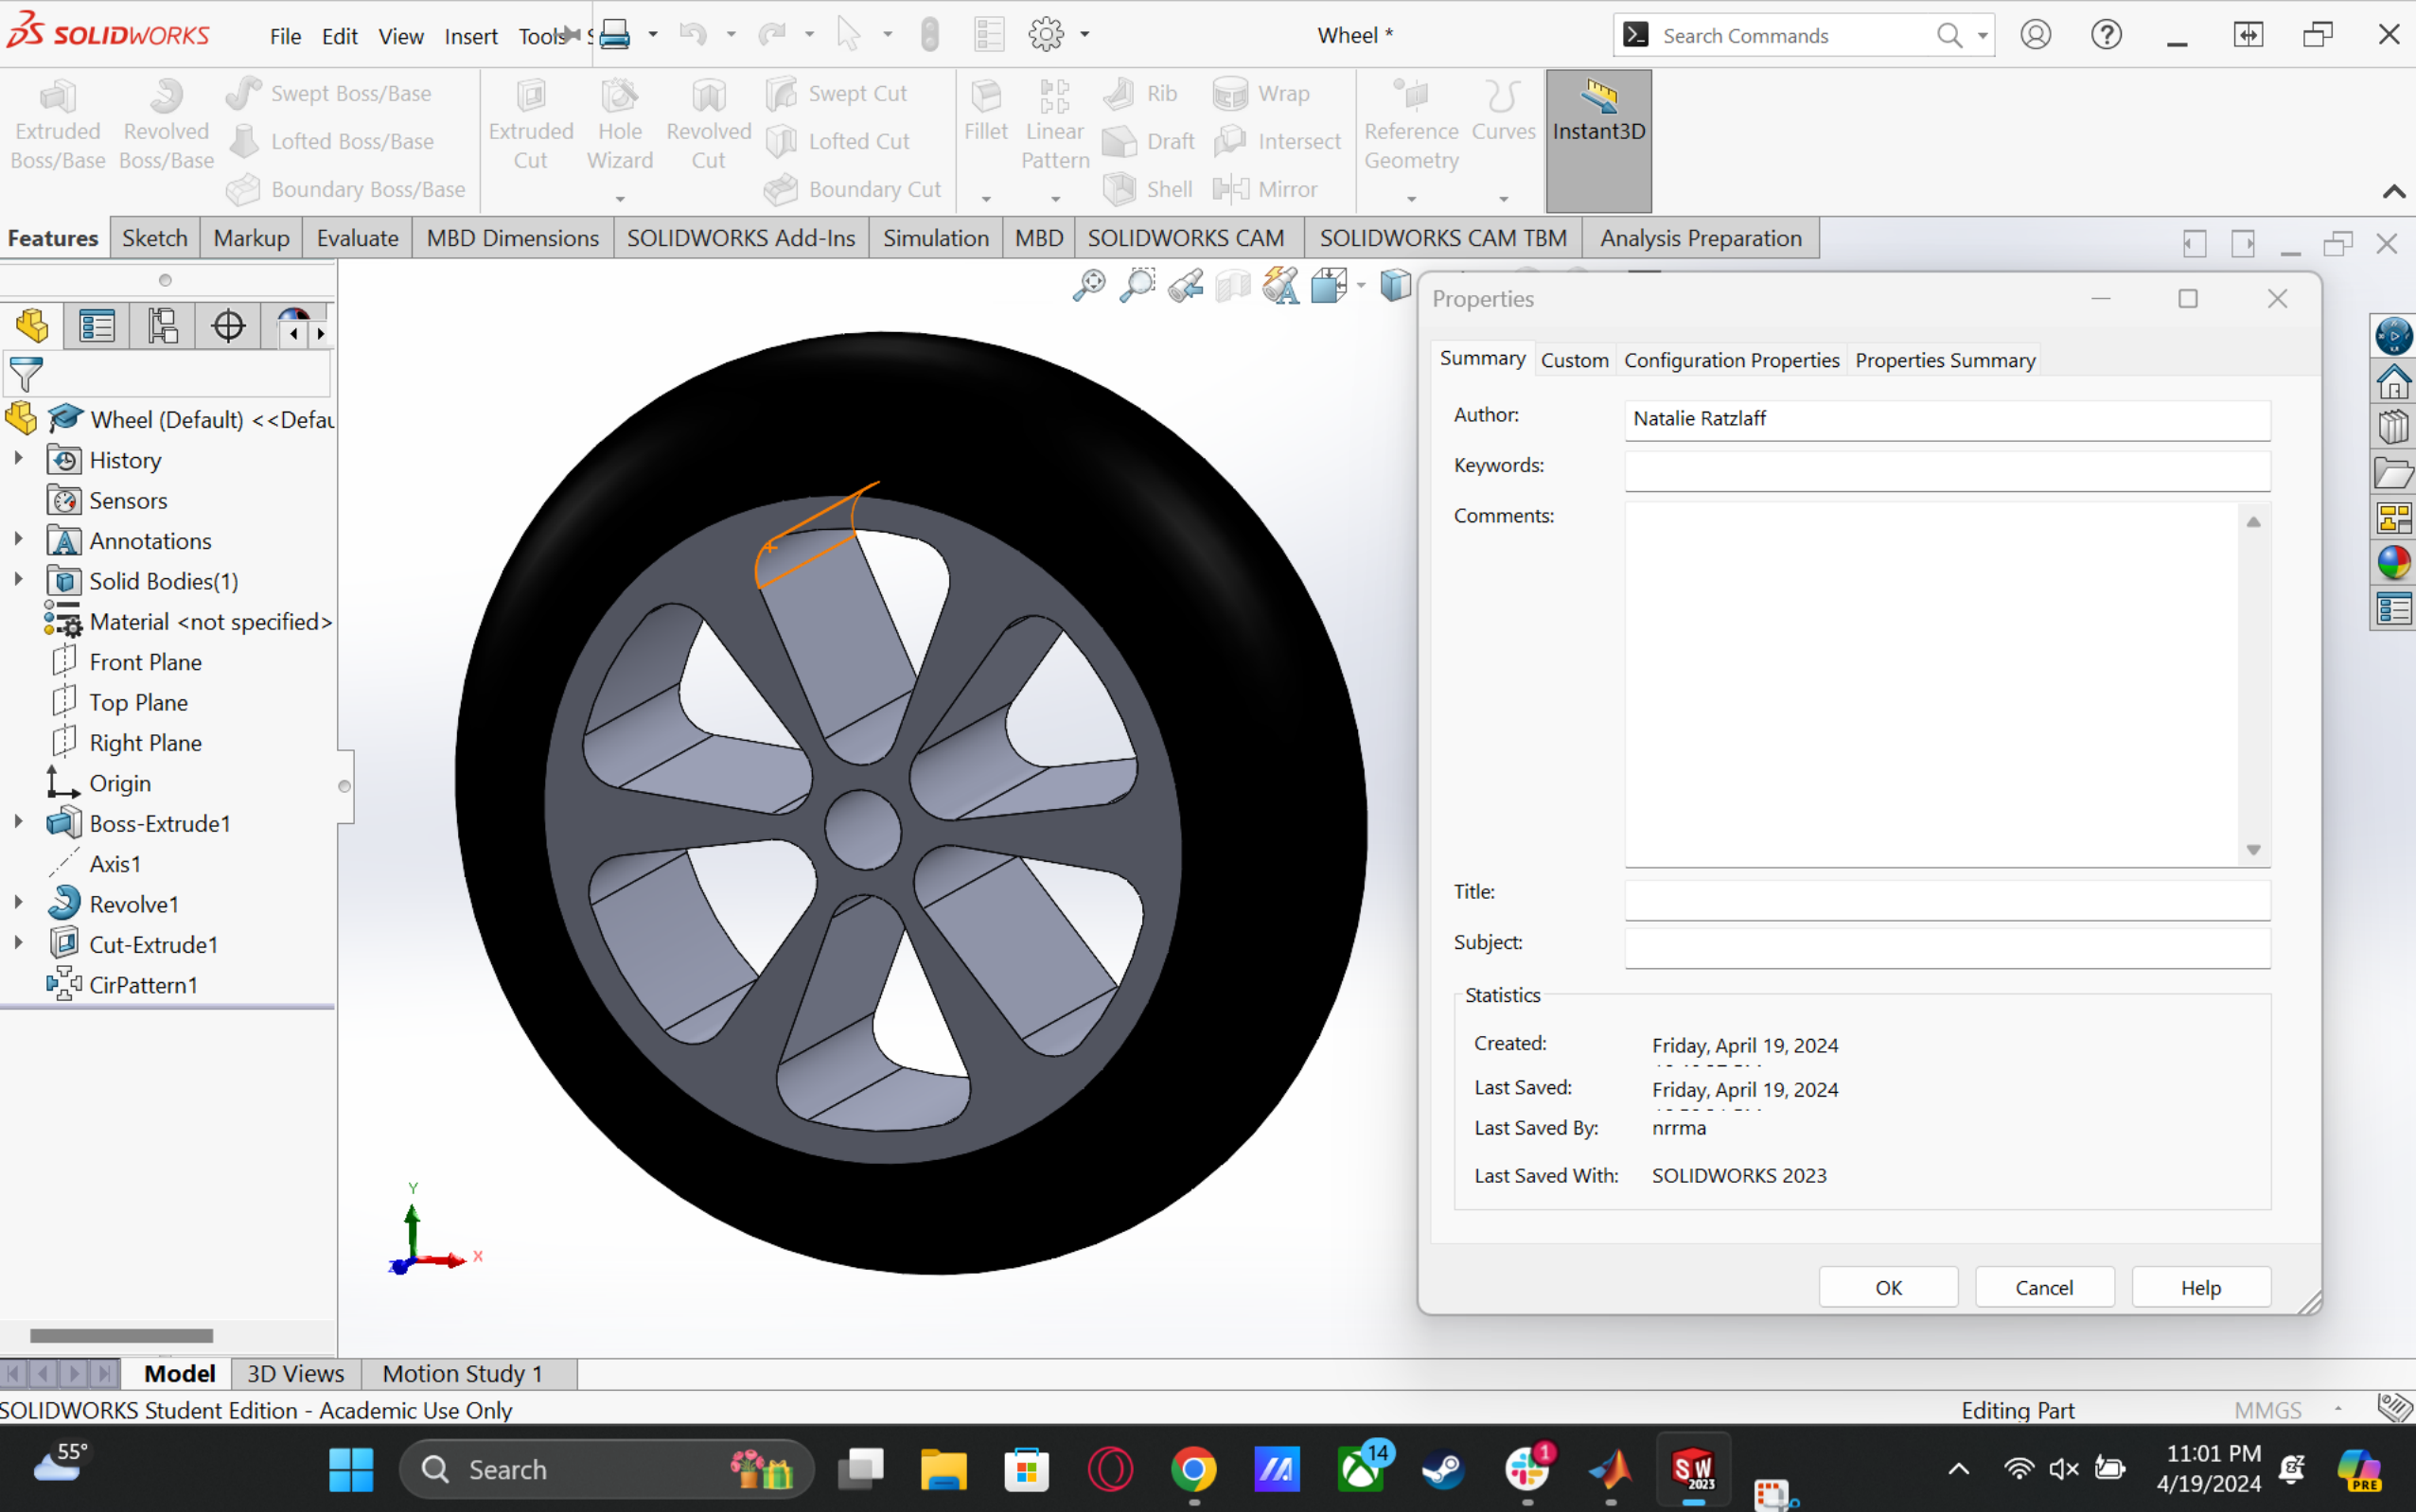 SOLIDWORKS File Edit View Insert Tools Wheel * Search Commands
Extruded Boss/Base
Revolved Boss/Base
Swept Boss/Base
Lofted Boss/Base
Boundary Boss/Base
Extruded Cut
Hole Wizard
Revolved Cut
Swept Cut
Lofted Cut
Boundary Cut
Fillet
Linear Pattern
Rib
Draft
Shell
Wrap
Intersect
Mirror
Reference Geometry
Curves
Instant3D
Features Sketch Markup Evaluate MBD Dimensions SOLIDWORKS Add-Ins Simulation MBD SOLIDWORKS CAM SOLIDWORKS CAM TBM Analysis Preparation
Wheel (Default) <<Defau
History
Sensors
Annotations
Solid Bodies(1)
Material <not specified>
Front Plane
Top Plane
Right Plane
Origin
Boss-Extrude1
Axis1
Revolve1
Cut-Extrude1
CirPattern1
Y
X
Z
Properties
Summary Custom Configuration Properties Properties Summary
Author: Natalie Ratzlaff
Keywords:
Comments:
Title:
Subject:
Statistics
Created: Friday, April 19, 2024
Last Saved: Friday, April 19, 2024
Last Saved By: nrrma
Last Saved With: SOLIDWORKS 2023
OK Cancel Help
Model 3D Views Motion Study 1
SOLIDWORKS Student Edition - Academic Use Only Editing Part MMGS
55°
Search
14
1
SW
2023
11:01 PM
4/19/2024
PRE